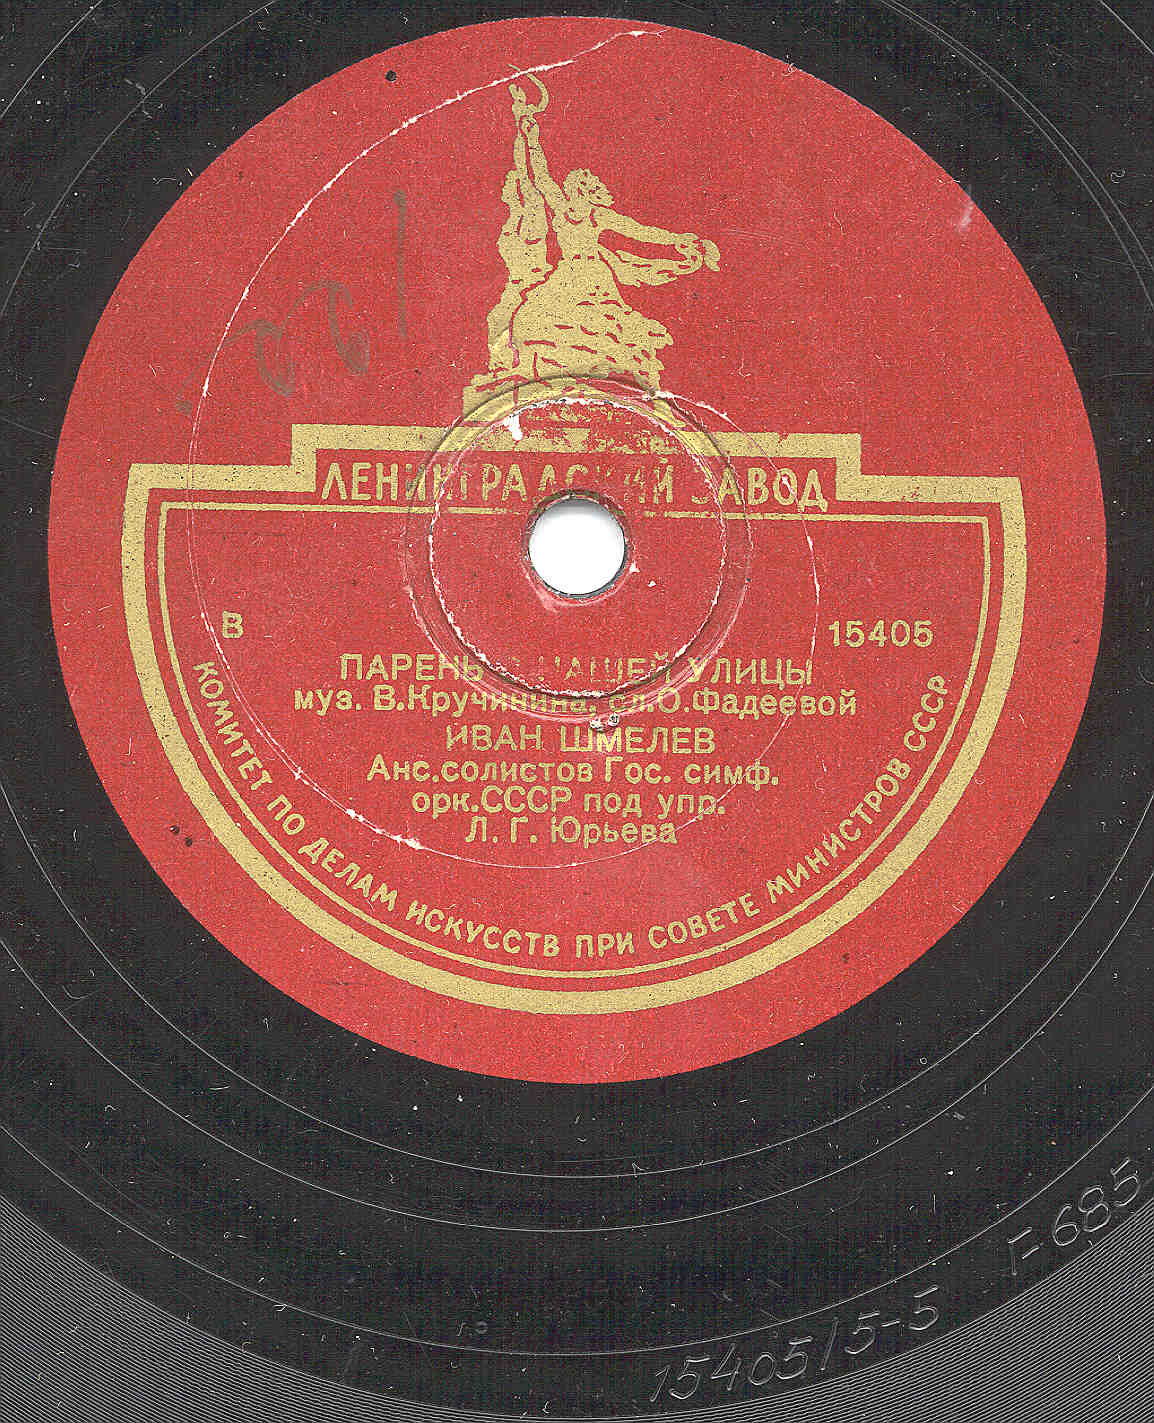 ЛЕНИНГРАДСКИЙ ЗАВОД
В 15405
ПАРЕНЬ С НАШЕЙ УЛИЦЫ
муз. В.Кручинина, сл.О.Фадеевой
ИВАН ШМЕЛЕВ
Анс.солистов Гос. симф.
орк.СССР под упр.
Л. Г. Юрьева
КОМИТЕТ ПО ДЕЛАМ ИСКУССТВ ПРИ СОВЕТЕ МИНИСТРОВ СССР
15405/5-5 Г-685